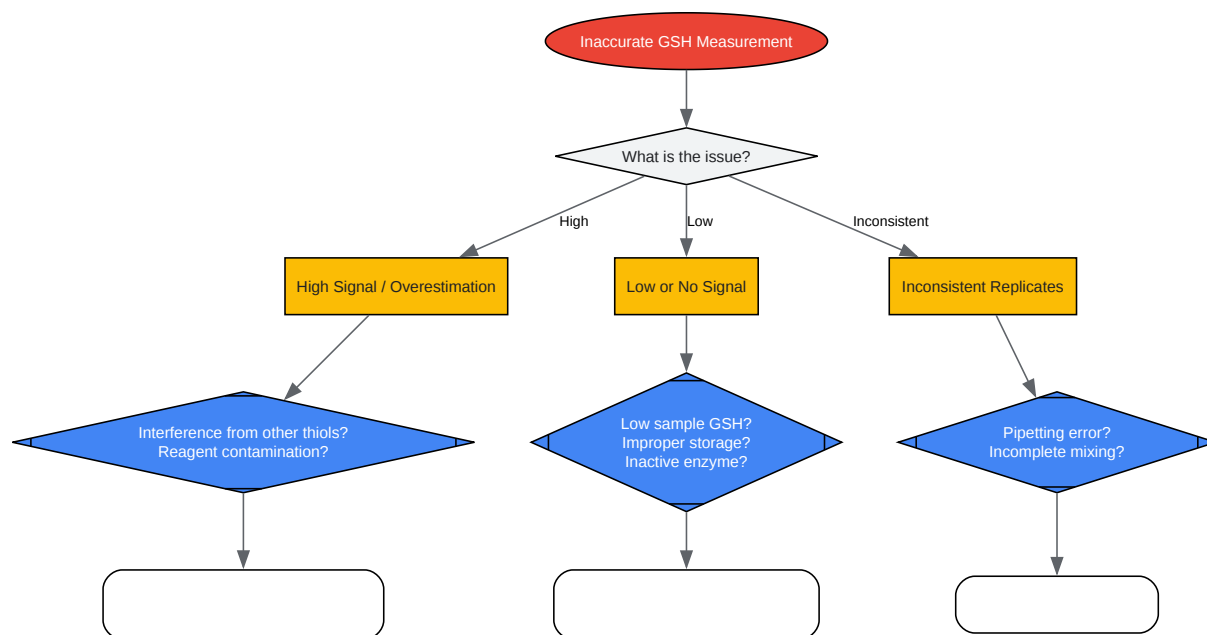 Inaccurate GSH Measurement
What is the issue?
High
Low
Inconsistent
High Signal / Overestimation
Low or No Signal
Inconsistent Replicates
Interference from other thiols?
Reagent contamination?
Low sample GSH?
Improper storage?
Inactive enzyme?
Pipetting error?
Incomplete mixing?